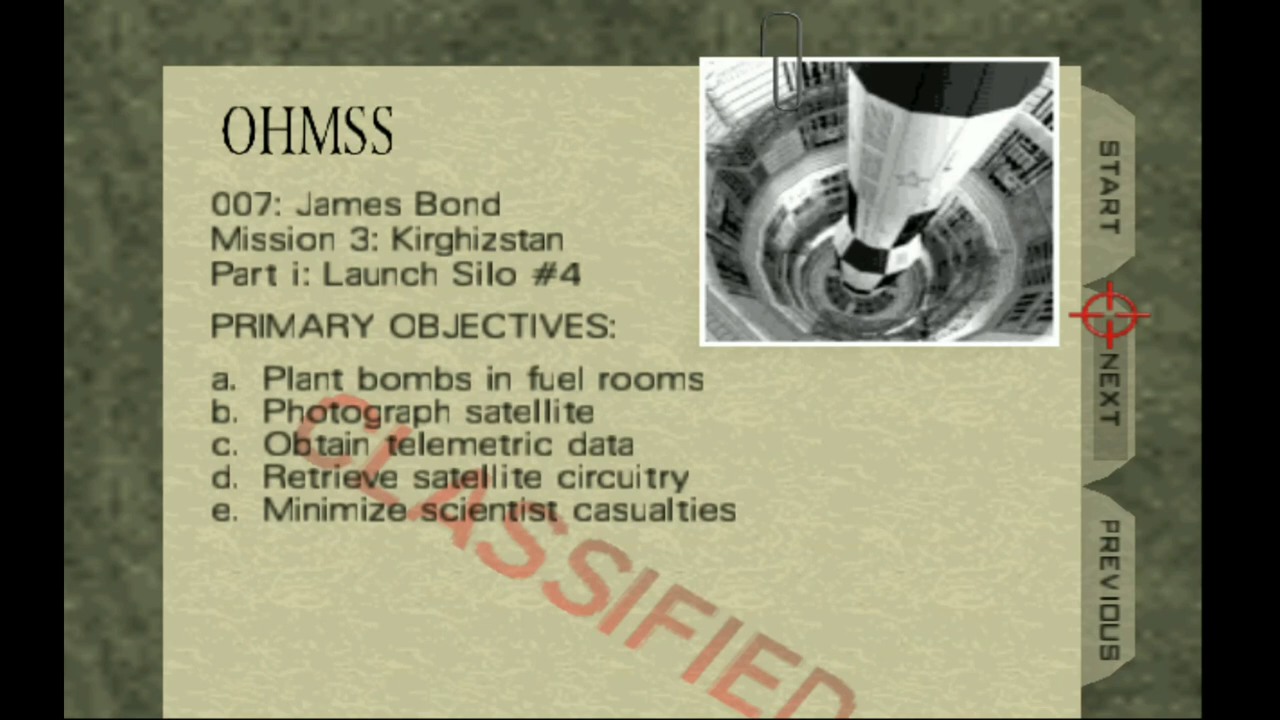 OHMSS
007: James Bond
Mission 3: Kirghizstan
Part i: Launch Silo #4
PRIMARY OBJECTIVES:
a. Plant bombs in fuel rooms
b. Photograph satellite
c. Obtain telemetric data
d. Retrieve satellite circuitry
e. Minimize scientist casualties
CLASSIFIED
START
NEXT
PREVIOUS